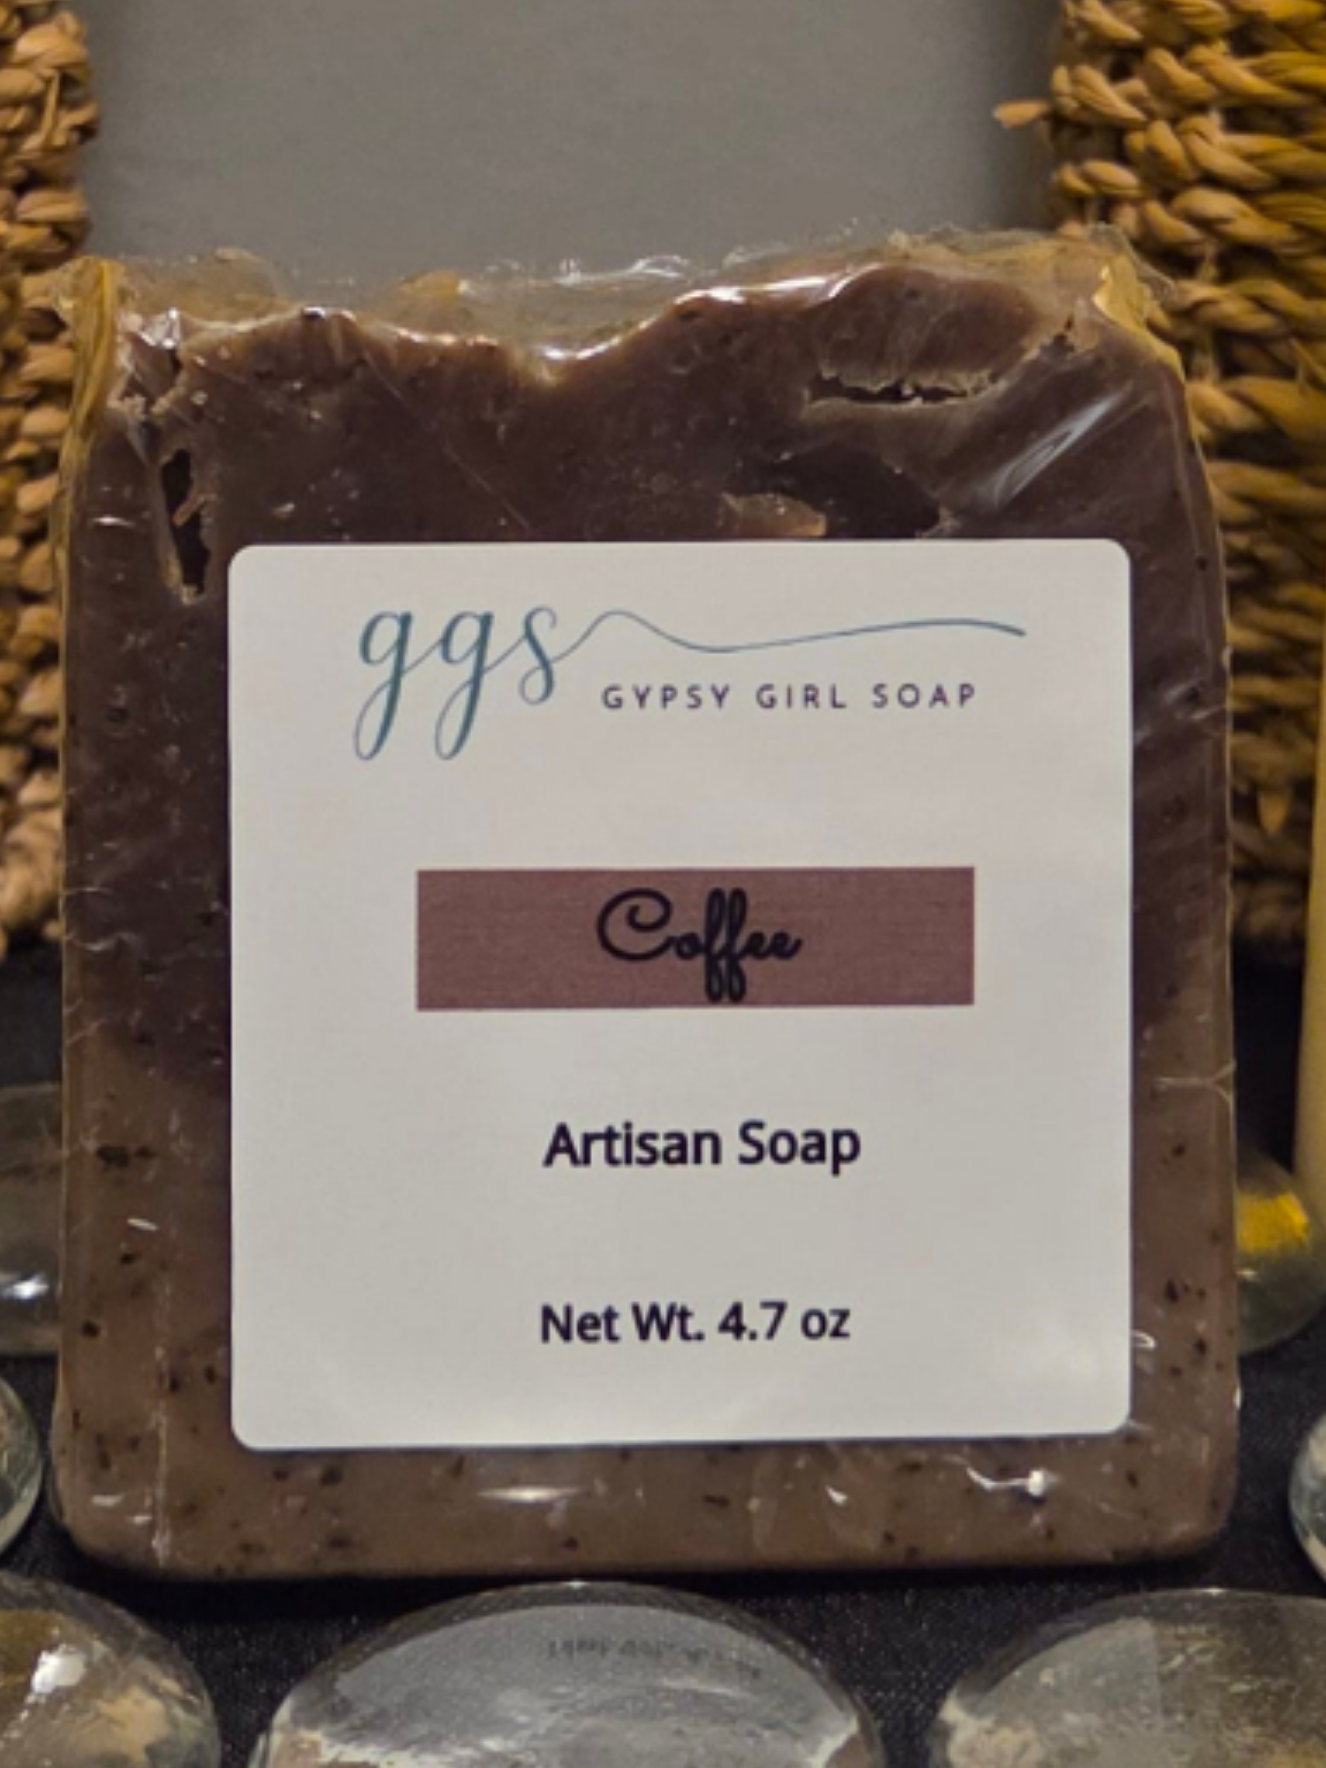 ggs
GYPSY GIRL SOAP
Coffee
Artisan Soap
Net Wt. 4.7 oz